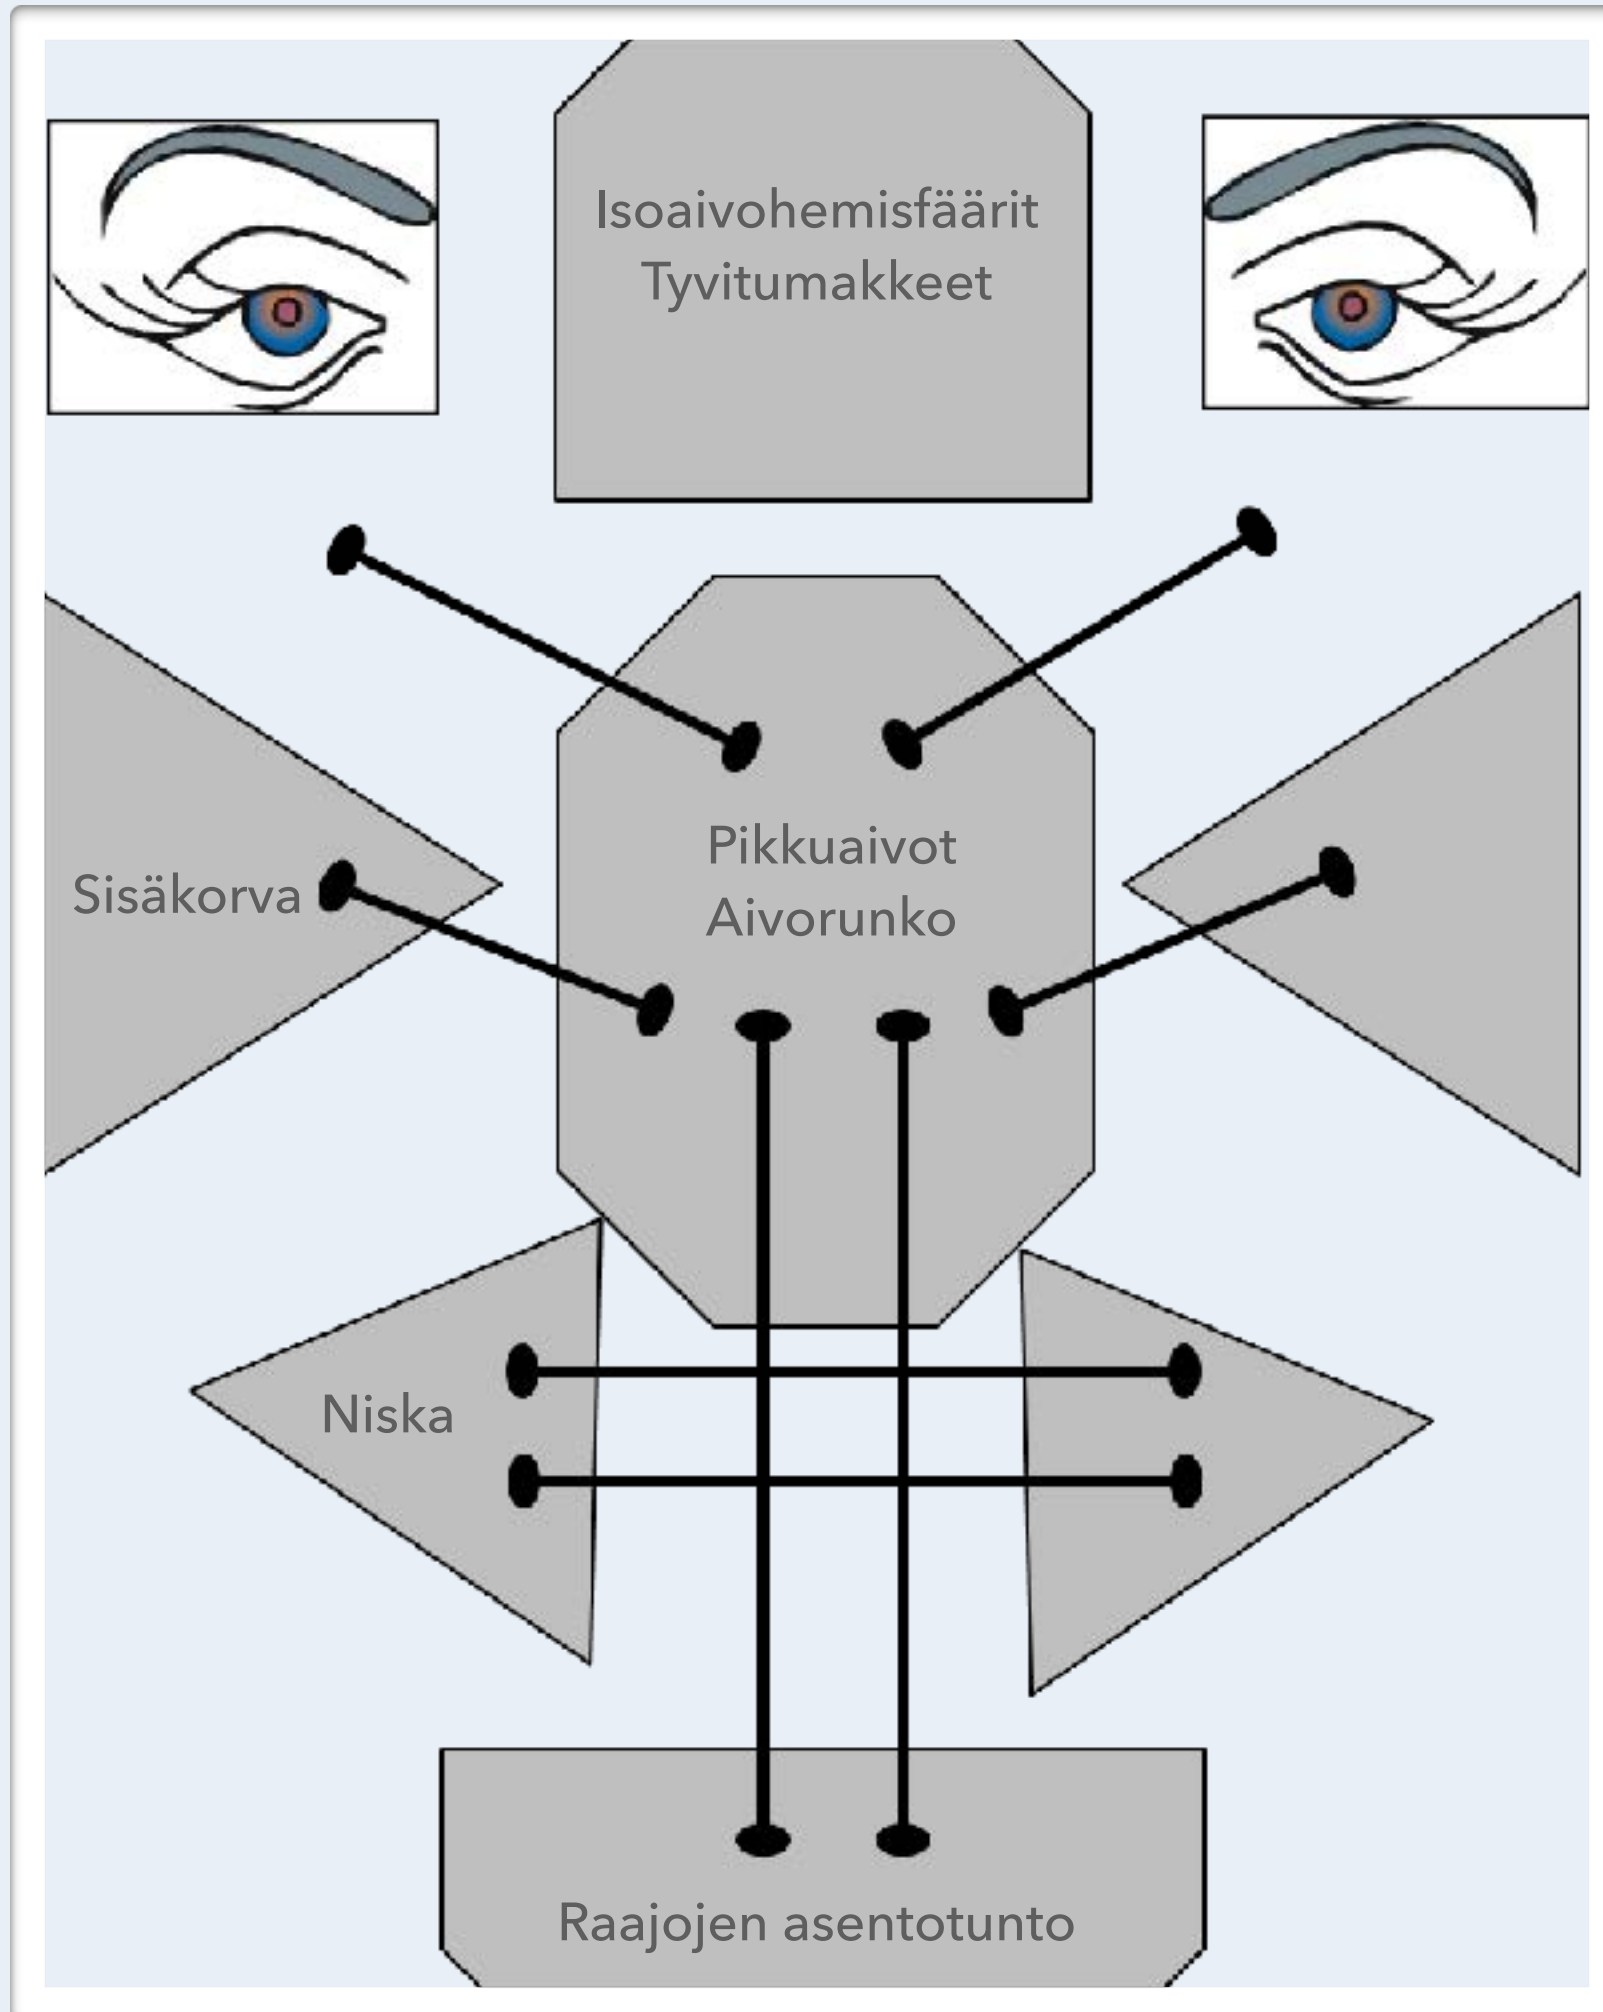 Isoaivohemisfäärit
Tyvitumakkeet
Pikkuaivot
Aivorunko
Sisäkorva
Niska
Raajojen asentotunto